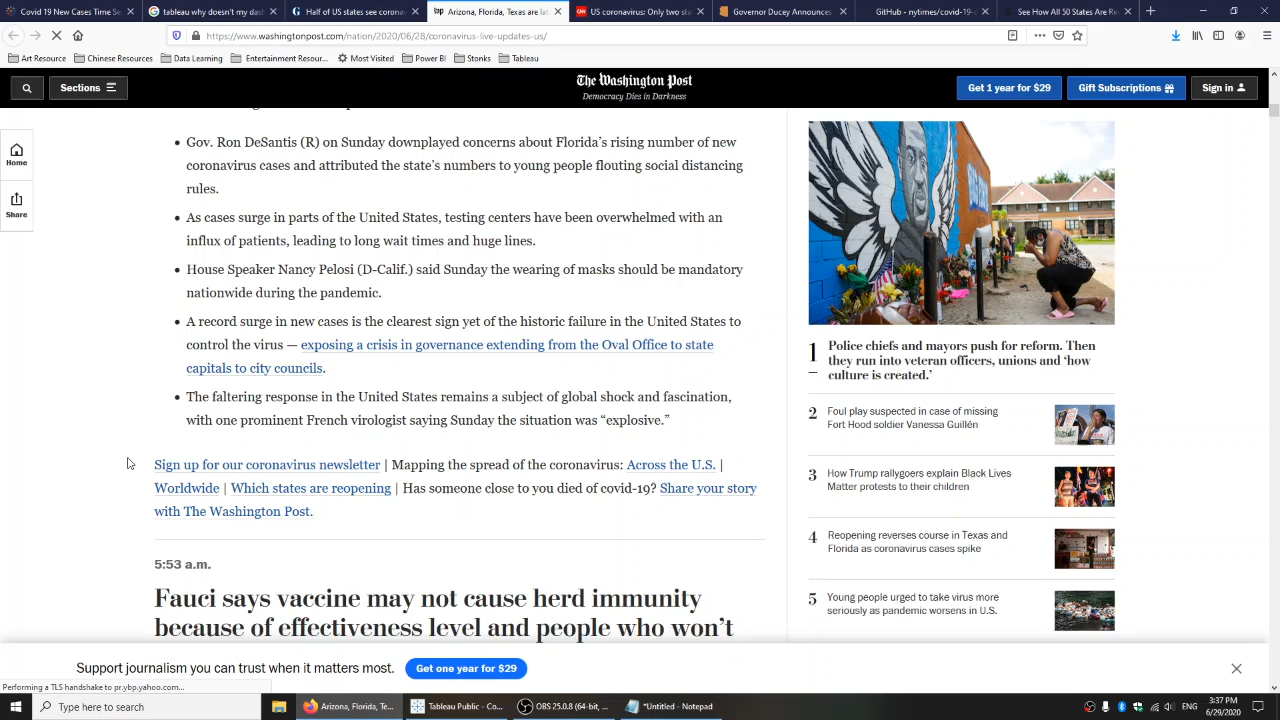 Covid 19 New Cases Time Ser
tableau why doesn't my dash
Half of US states see coronav
Arizona, Florida, Texas are lat
US coronavirus: Only two sta
Governor Ducey Announces
GitHub - nytimes/covid-19-d
See How All 50 States Are Re
https://www.washingtonpost.com/nation/2020/06/28/coronavirus-live-updates-us/
Art Resource
Chinese Resources
Data Learning
Entertainment Resour...
Most Visited
Power BI
Stonks
Tableau
Sections
The Washington Post
Democracy Dies in Darkness
Get 1 year for $29
Gift Subscriptions
Sign in
Home
Share
• Gov. Ron DeSantis (R) on Sunday downplayed concerns about Florida's rising number of new
coronavirus cases and attributed the state's numbers to young people flouting social distancing
rules.
• As cases surge in parts of the United States, testing centers have been overwhelmed with an
influx of patients, leading to long wait times and huge lines.
• House Speaker Nancy Pelosi (D-Calif.) said Sunday the wearing of masks should be mandatory
nationwide during the pandemic.
• A record surge in new cases is the clearest sign yet of the historic failure in the United States to
control the virus — exposing a crisis in governance extending from the Oval Office to state
capitals to city councils.
• The faltering response in the United States remains a subject of global shock and fascination,
with one prominent French virologist saying Sunday the situation was “explosive.”
Sign up for our coronavirus newsletter | Mapping the spread of the coronavirus: Across the U.S. |
Worldwide | Which states are reopening | Has someone close to you died of covid-19? Share your story
with The Washington Post.
5:53 a.m.
Fauci says vaccine may not cause herd immunity
because of effectiveness level and people who won't
1 Police chiefs and mayors push for reform. Then
they run into veteran officers, unions and ‘how
culture is created.’
2 Foul play suspected in case of missing
Fort Hood soldier Vanessa Guillén
3 How Trump rallygoers explain Black Lives
Matter protests to their children
4 Reopening reverses course in Texas and
Florida as coronavirus cases spike
5 Young people urged to take virus more
seriously as pandemic worsens in U.S.
Support journalism you can trust when it matters most.
Get one year for $29
Performing a TLS handshake to pr.ybp.yahoo.com...
Type here to search
Arizona, Florida, Te...
Tableau Public - Co...
OBS 25.0.8 (64-bit, ...
*Untitled - Notepad
3:37 PM
6/29/2020